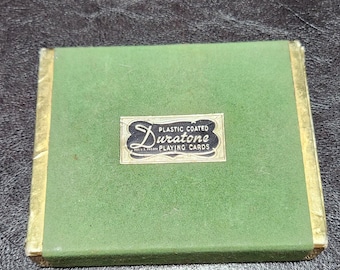 PLASTIC COATED
Duratone
PLAYING CARDS